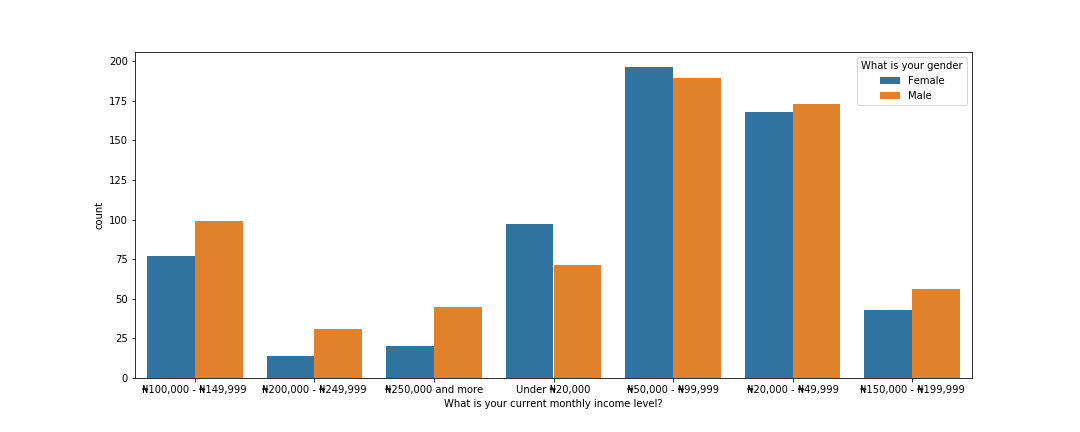 What is your gender
Female
Male
200
175
150
125
100
75
50
25
0
count
₦100,000 - ₦149,999 ₦200,000 - ₦249,999 ₦250,000 and more Under ₦20,000 ₦50,000 - ₦99,999 ₦20,000 - ₦49,999 ₦150,000 - ₦199,999
What is your current monthly income level?